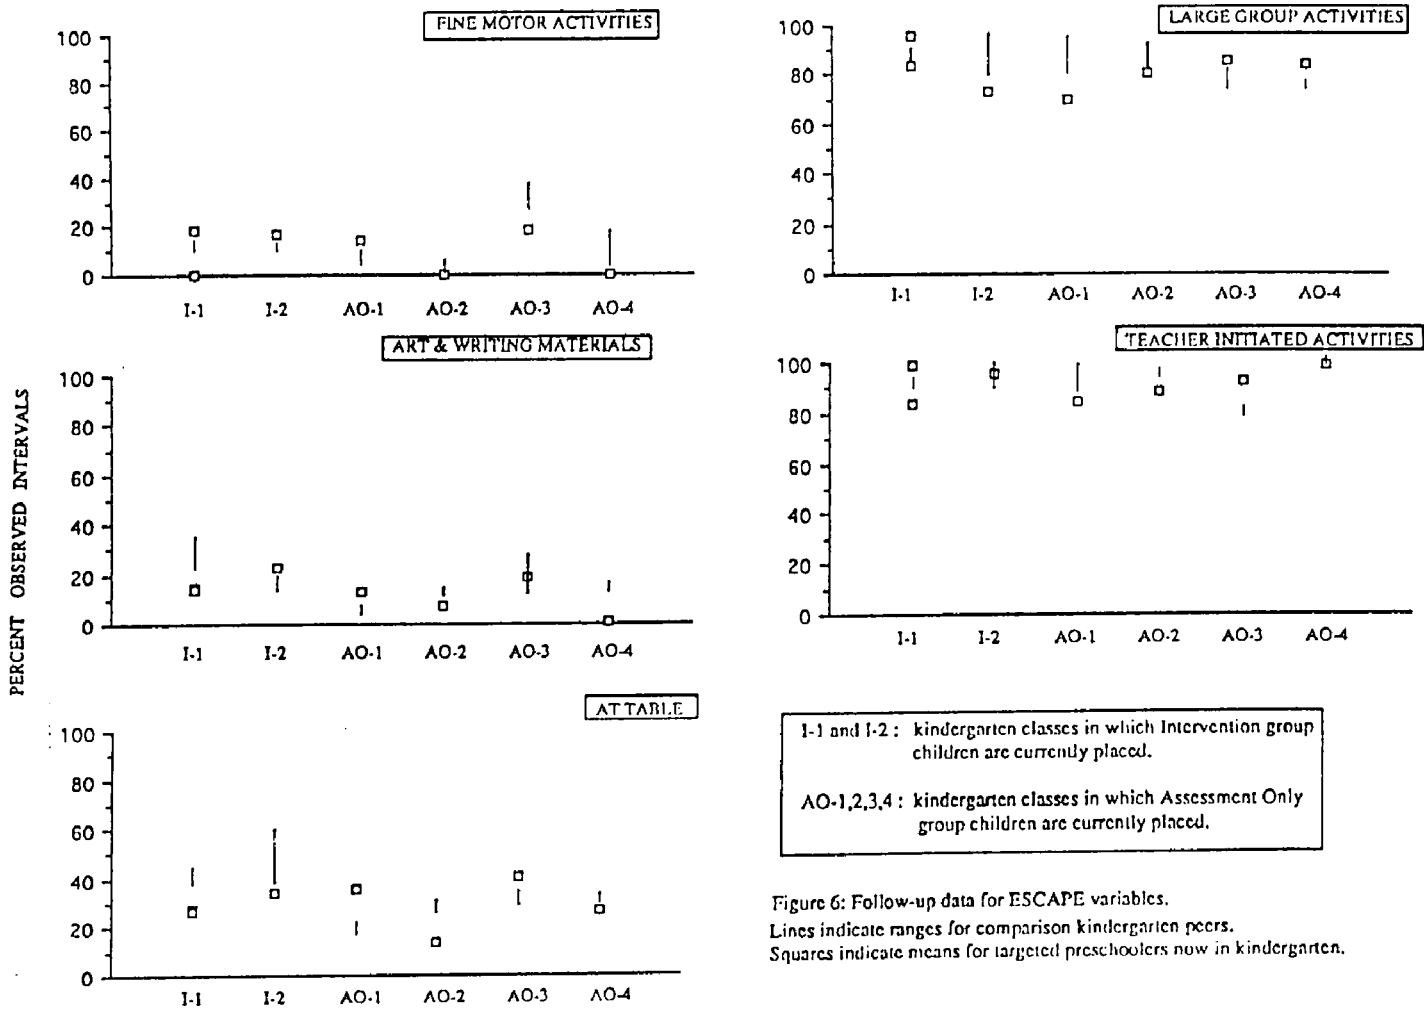 FINE MOTOR ACTIVITIES
100
80
60
40
20
0
I-1 I-2 AO-1 AO-2 AO-3 AO-4
LARGE GROUP ACTIVITIES
100
80
60
40
20
0
I-1 I-2 AO-1 AO-2 AO-3 AO-4
PERCENT OBSERVED INTERVALS
ART & WRITING MATERIALS
100
80
60
40
20
0
I-1 I-2 AO-1 AO-2 AO-3 AO-4
TEACHER INITIATED ACTIVITIES
100
80
60
40
20
0
I-1 I-2 AO-1 AO-2 AO-3 AO-4
AT TABLE
100
80
60
40
20
0
I-1 I-2 AO-1 AO-2 AO-3 AO-4
I-1 and I-2 : kindergarten classes in which Intervention group
children are currently placed.
AO-1,2,3,4 : kindergarten classes in which Assessment Only
group children are currently placed.
Figure 6: Follow-up data for ESCAPE variables.
Lines indicate ranges for comparison kindergarten peers.
Squares indicate means for targeted preschoolers now in kindergarten.